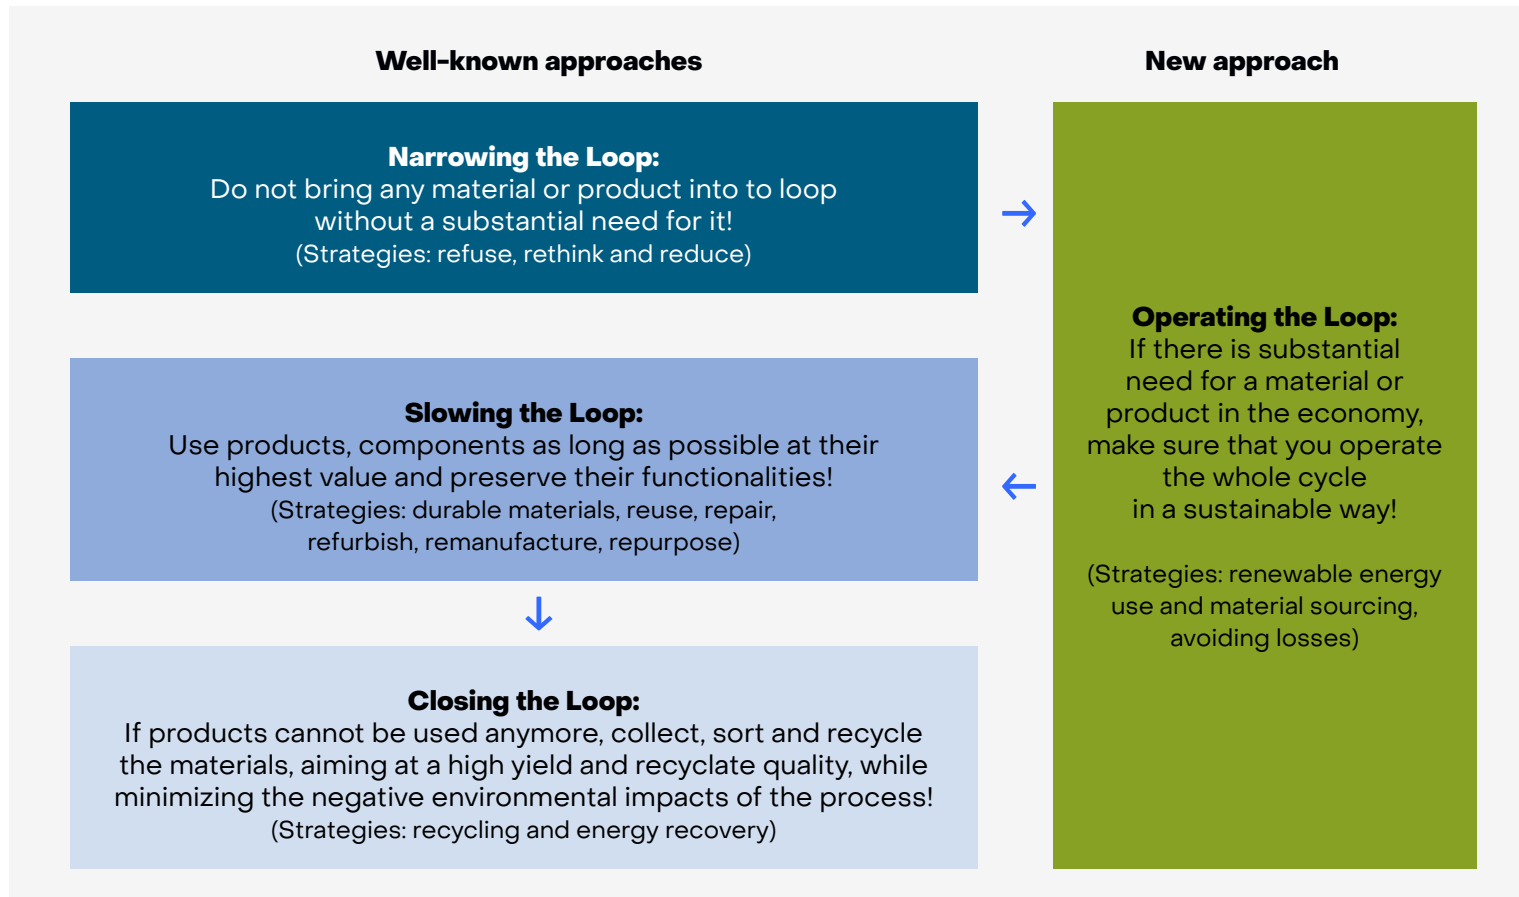 Well-known approaches
New approach
Narrowing the Loop:
Do not bring any material or product into to loop
without a substantial need for it!
(Strategies: refuse, rethink and reduce)
Slowing the Loop:
Use products, components as long as possible at their
highest value and preserve their functionalities!
(Strategies: durable materials, reuse, repair,
refurbish, remanufacture, repurpose)
Closing the Loop:
If products cannot be used anymore, collect, sort and recycle
the materials, aiming at a high yield and recyclate quality, while
minimizing the negative environmental impacts of the process!
(Strategies: recycling and energy recovery)
Operating the Loop:
If there is substantial
need for a material or
product in the economy,
make sure that you operate
the whole cycle
in a sustainable way!
(Strategies: renewable energy
use and material sourcing,
avoiding losses)